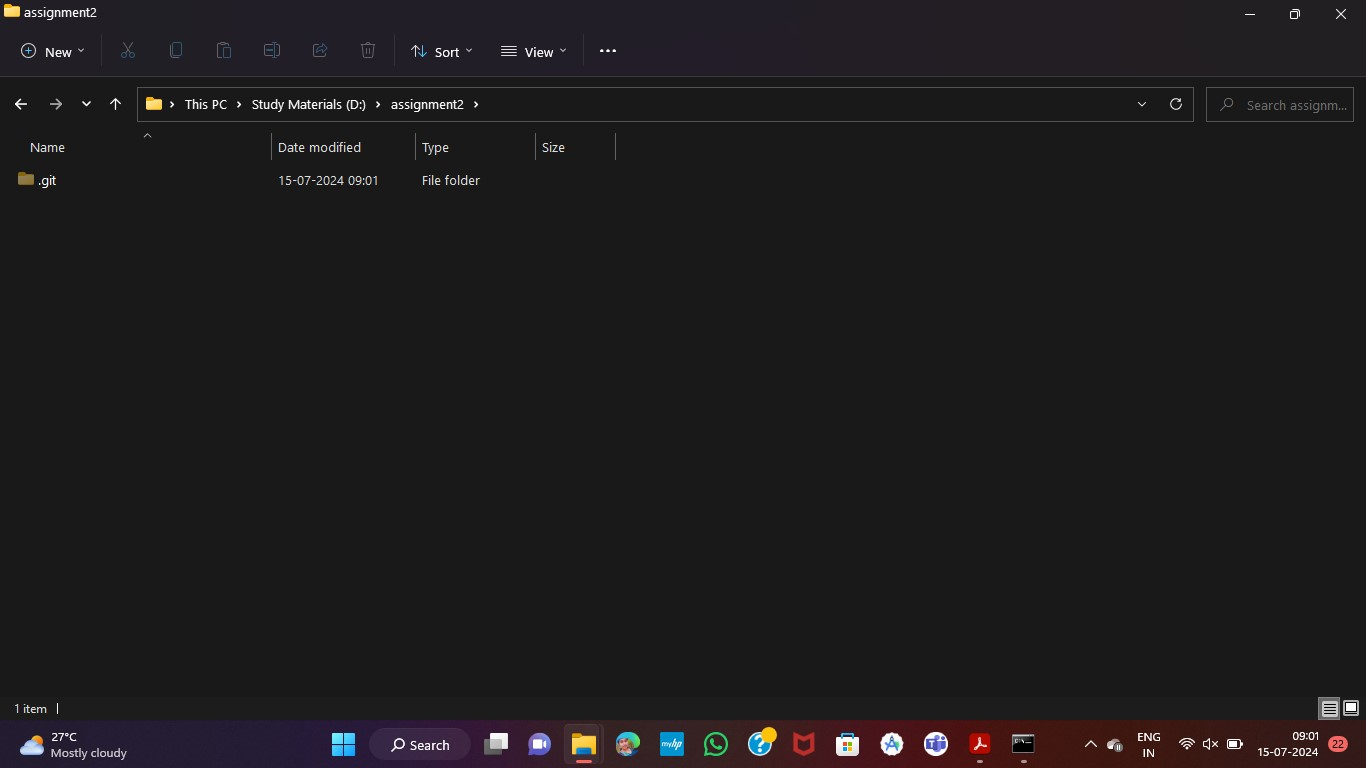 assignment2
New
Sort
View
This PC
Study Materials (D:)
assignment2
Search assignm...
Name
Date modified
Type
Size
.git
15-07-2024 09:01
File folder
1 item
27°C
Mostly cloudy
Search
myhp
ENG
IN
09:01
15-07-2024
22